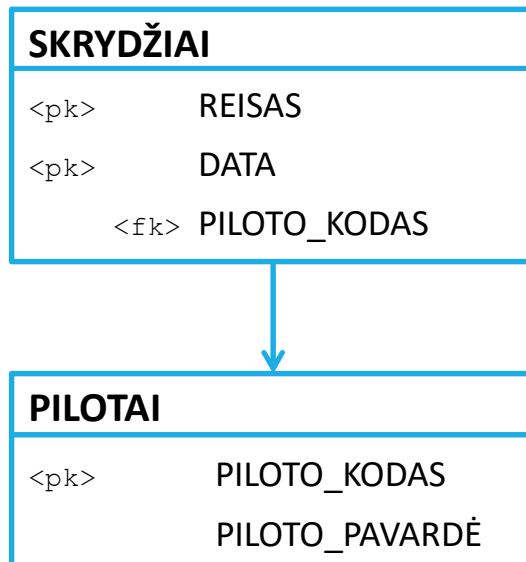 SKRYDŽIAI
<pk> REISAS
<pk> DATA
<fk> PILOTO_KODAS
PILOTAI
<pk> PILOTO_KODAS
PILOTO_PAVARDĖ